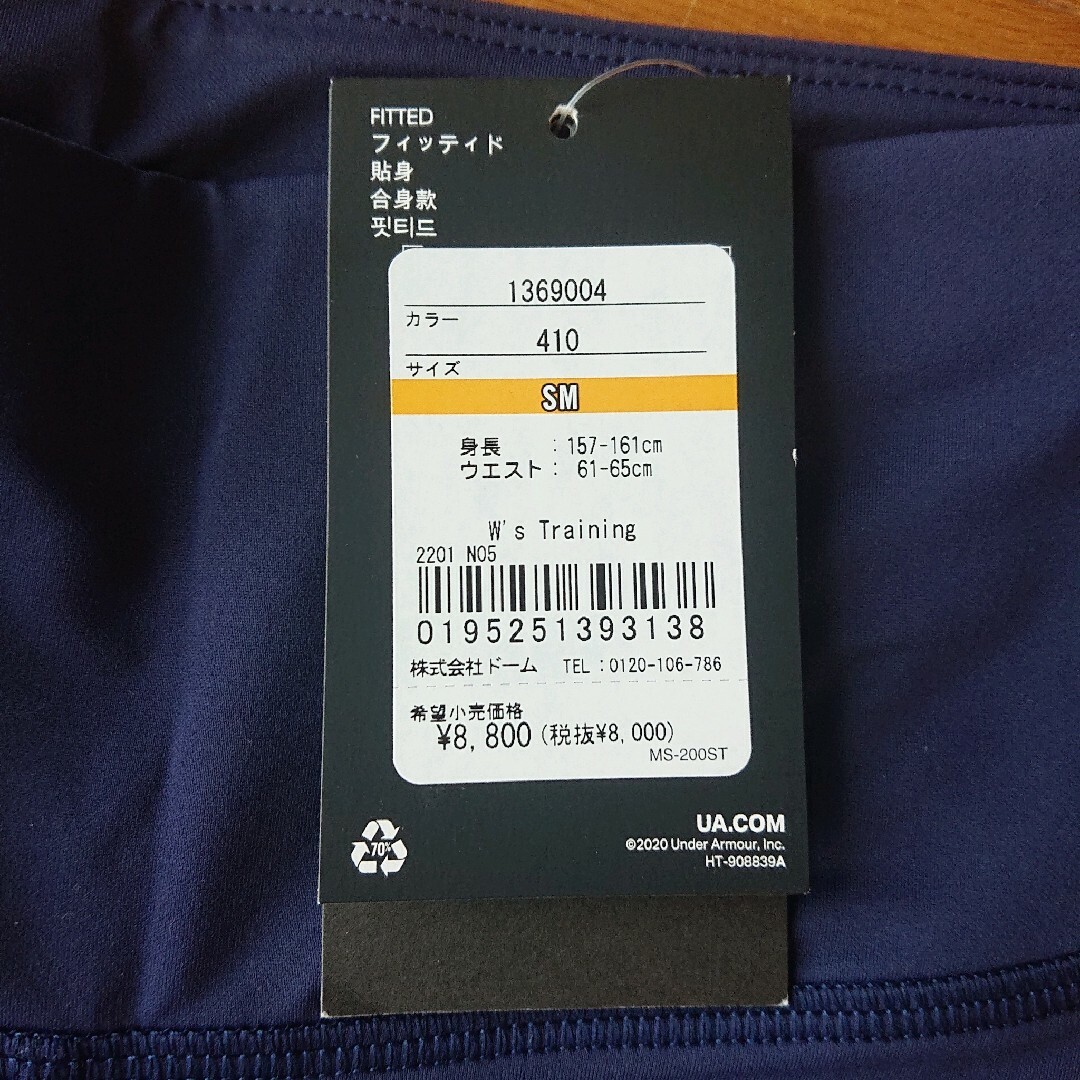 FITTED
フィッティド
貼身
合身款
핏티드
1369004
カラー
410
サイズ
SM
身長 : 157-161cm
ウエスト : 61-65cm
W's Training
2201 N05
0195251393138
株式会社ドーム TEL:0120-106-786
希望小売価格
¥8,800(税抜¥8,000)
MS-200ST
70%
UA.COM
©2020 Under Armour, Inc.
HT-908839A